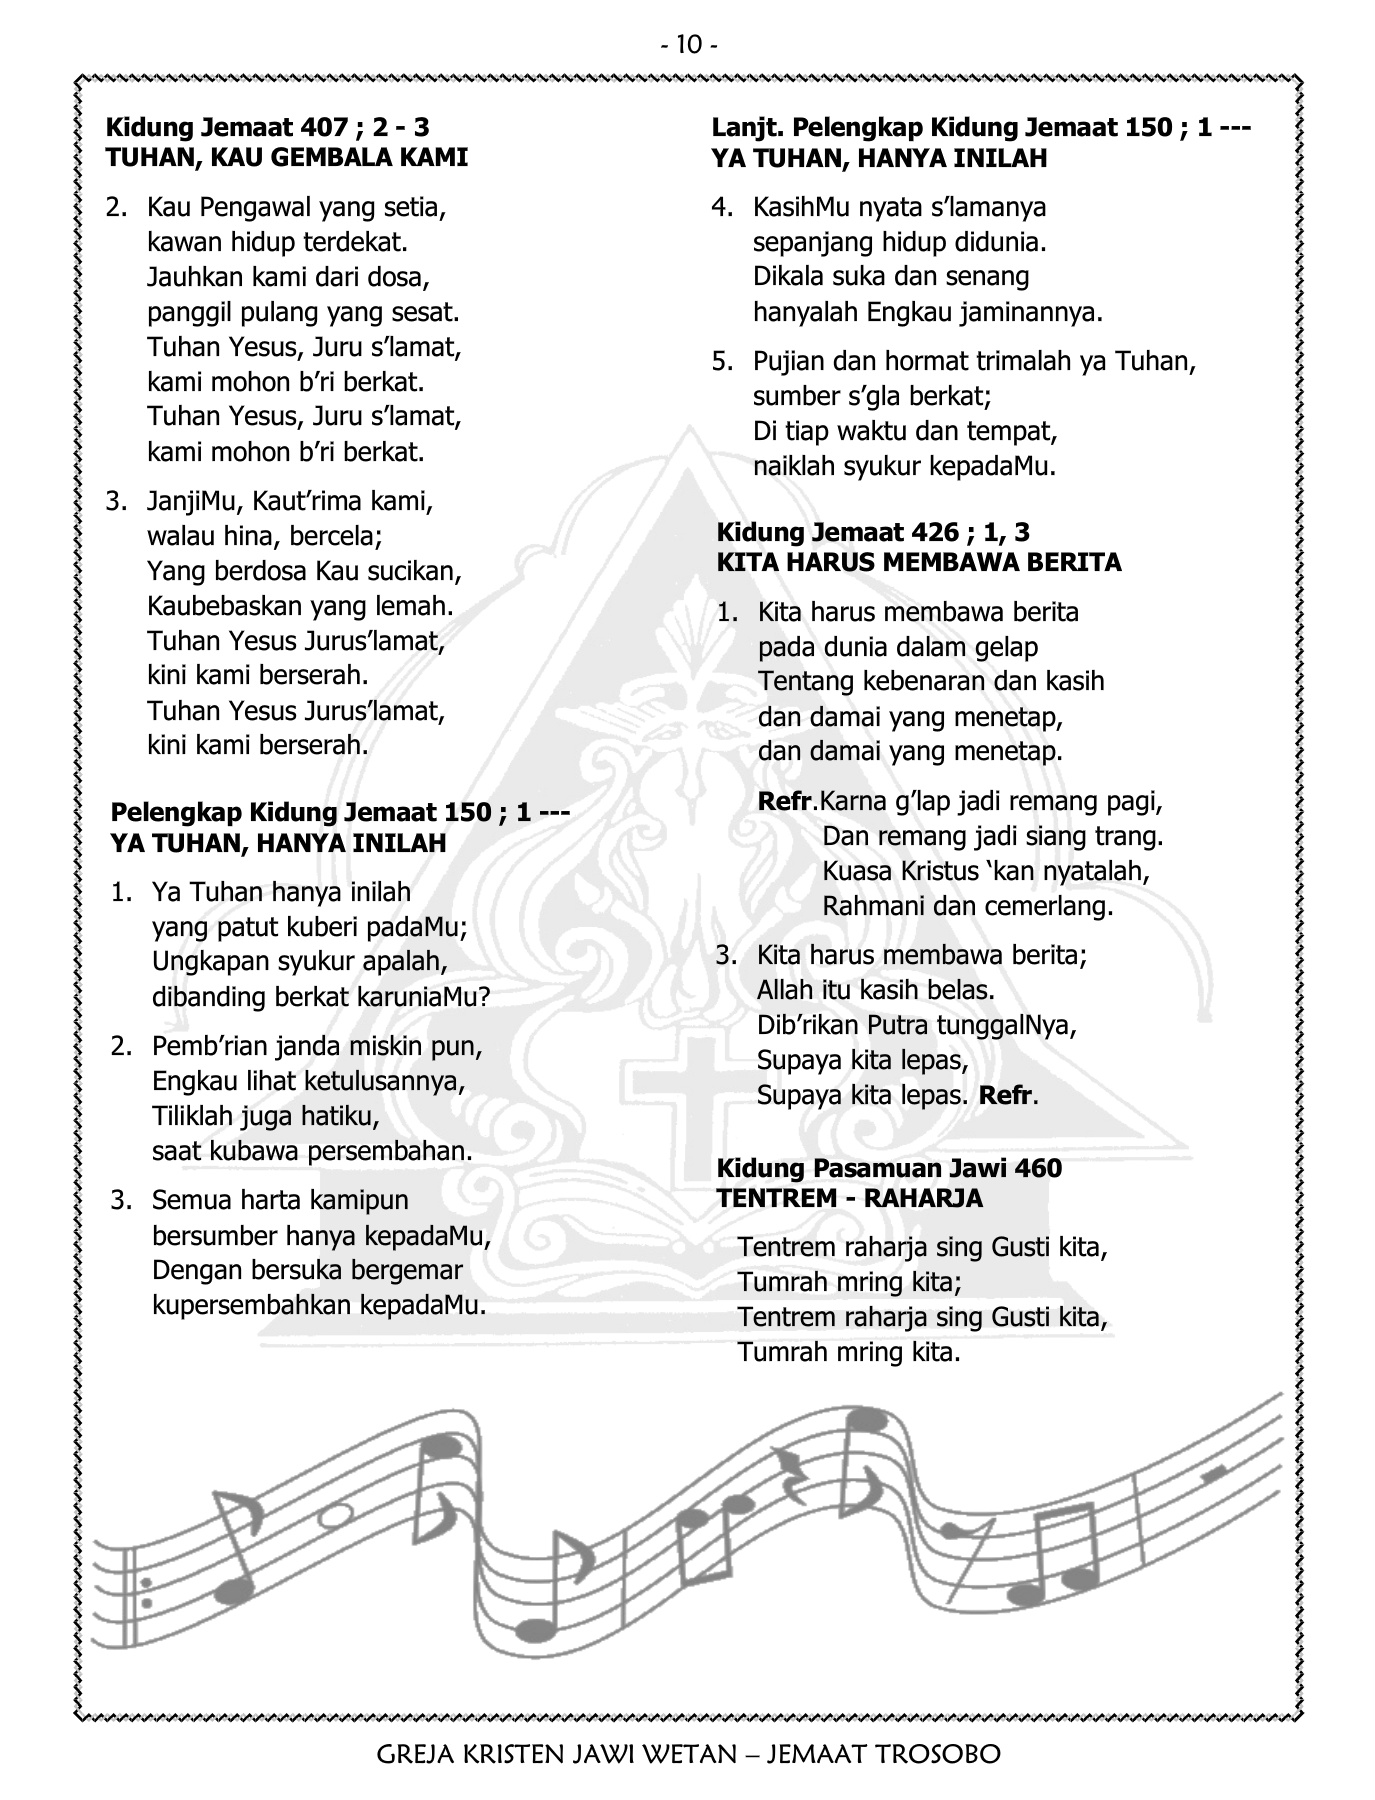 - 10 -
Kidung Jemaat 407 ; 2 - 3
TUHAN, KAU GEMBALA KAMI
2. Kau Pengawal yang setia,
kawan hidup terdekat.
Jauhkan kami dari dosa,
panggil pulang yang sesat.
Tuhan Yesus, Juru s’lamat,
kami mohon b’ri berkat.
Tuhan Yesus, Juru s’lamat,
kami mohon b’ri berkat.
3. JanjiMu, Kaut’rima kami,
walau hina, bercela;
Yang berdosa Kau sucikan,
Kaubebaskan yang lemah.
Tuhan Yesus Jurus’lamat,
kini kami berserah.
Tuhan Yesus Jurus’lamat,
kini kami berserah.
Pelengkap Kidung Jemaat 150 ; 1 ---
YA TUHAN, HANYA INILAH
1. Ya Tuhan hanya inilah
yang patut kuberi padaMu;
Ungkapan syukur apalah,
dibanding berkat karuniaMu?
2. Pemb’rian janda miskin pun,
Engkau lihat ketulusannya,
Tiliklah juga hatiku,
saat kubawa persembahan.
3. Semua harta kamipun
bersumber hanya kepadaMu,
Dengan bersuka bergemar
kupersembahkan kepadaMu.
Lanjt. Pelengkap Kidung Jemaat 150 ; 1 ---
YA TUHAN, HANYA INILAH
4. KasihMu nyata s’lamanya
sepanjang hidup didunia.
Dikala suka dan senang
hanyalah Engkau jaminannya.
5. Pujian dan hormat trimalah ya Tuhan,
sumber s’gla berkat;
Di tiap waktu dan tempat,
naiklah syukur kepadaMu.
Kidung Jemaat 426 ; 1, 3
KITA HARUS MEMBAWA BERITA
1. Kita harus membawa berita
pada dunia dalam gelap
Tentang kebenaran dan kasih
dan damai yang menetap,
dan damai yang menetap.
Refr.Karna g’lap jadi remang pagi,
Dan remang jadi siang trang.
Kuasa Kristus ‘kan nyatalah,
Rahmani dan cemerlang.
3. Kita harus membawa berita;
Allah itu kasih belas.
Dib’rikan Putra tunggalNya,
Supaya kita lepas,
Supaya kita lepas. Refr.
Kidung Pasamuan Jawi 460
TENTREM - RAHARJA
Tentrem raharja sing Gusti kita,
Tumrah mring kita;
Tentrem raharja sing Gusti kita,
Tumrah mring kita.
GREJA KRISTEN JAWI WETAN – JEMAAT TROSOBO